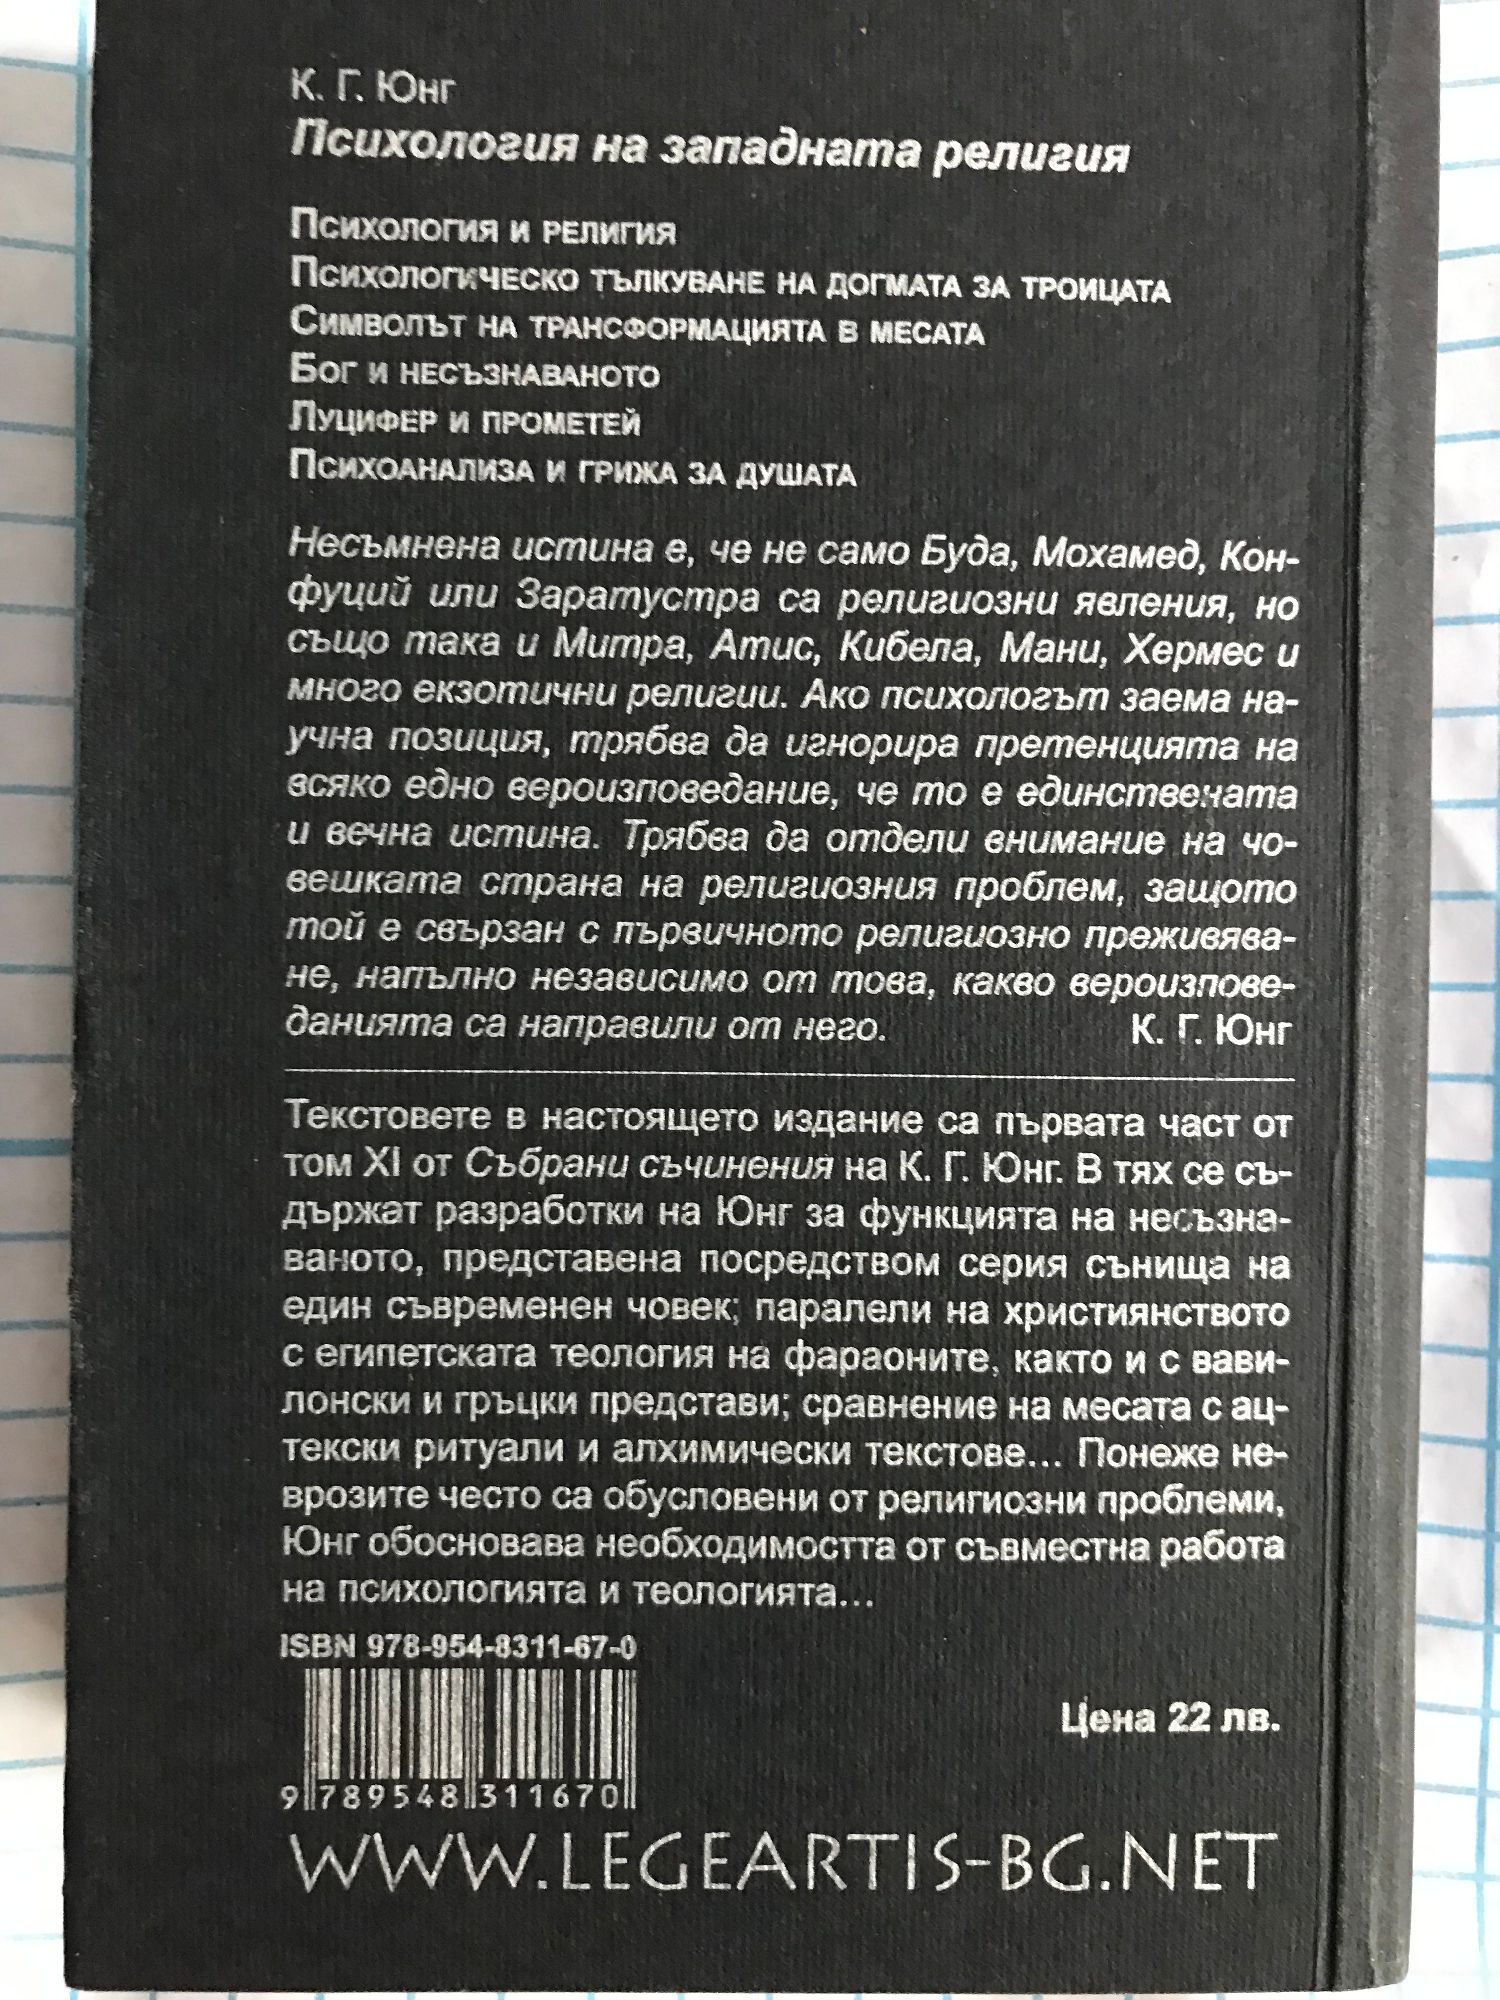 К. Г. Юнг
Психология на западната религия
Психология и религия
Психологическо тълкуване на догмата за троицата
Символът на трансформацията в месата
Бог и несъзнаваното
Луцифер и прометей
Психоанализа и грижа за душата
Несъмнена истина е, че не само Буда, Мохамед, Кон-
фуций или Заратустра са религиозни явления, но
също така и Митра, Атис, Кибела, Мани, Хермес и
много екзотични религии. Ако психологът заема на-
учна позиция, трябва да игнорира претенцията на
всяко едно вероизповедание, че то е единствената
и вечна истина. Трябва да отдели внимание на чо-
вешката страна на религиозния проблем, защото
той е свързан с първичното религиозно преживява-
не, напълно независимо от това, какво вероизпове-
данията са направили от него. К. Г. Юнг
Текстовете в настоящето издание са първата част от
том XI от Събрани съчинения на К. Г. Юнг. В тях се съ-
държат разработки на Юнг за функцията на несъзна-
ваното, представена посредством серия сънища на
един съвременен човек; паралели на християнството
с египетската теология на фараоните, както и с вави-
лонски и гръцки представи; сравнение на месата с ац-
текски ритуали и алхимически текстове... Понеже не-
врозите често са обусловени от религиозни проблеми,
Юнг обосновава необходимостта от съвместна работа
на психологията и теологията...
ISBN 978-954-8311-67-0
Цена 22 лв.
9 789548 311670
WWW.LEGEARTIS-BG.NET